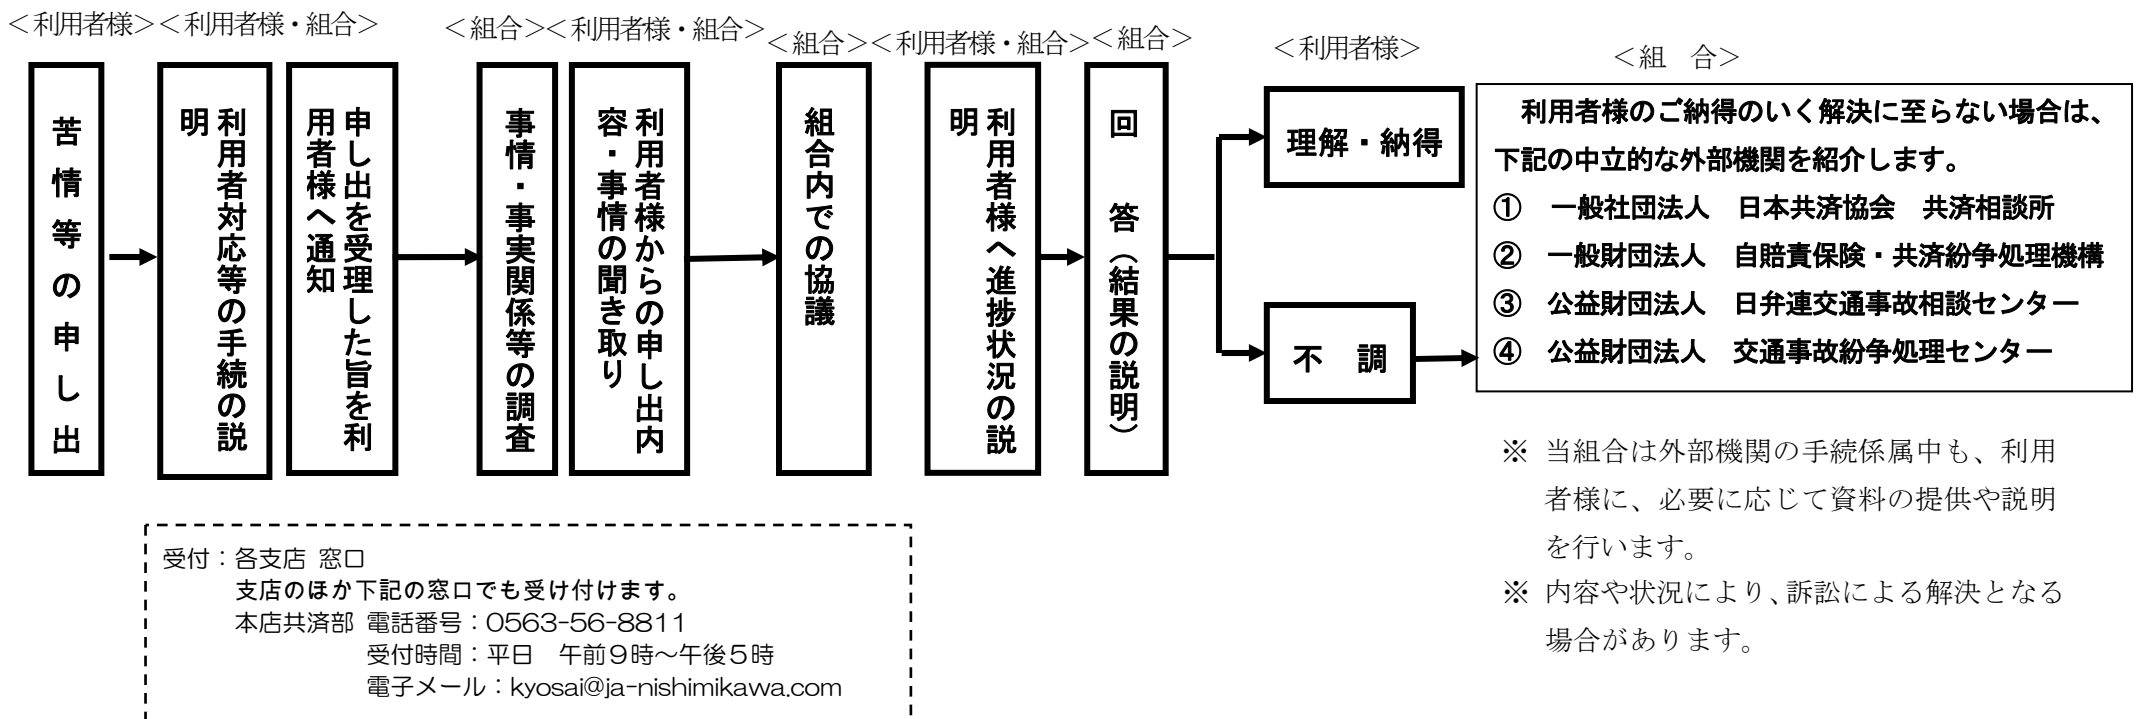 ＜利用者様＞
＜利用者様・組合＞
＜組合＞
＜利用者様・組合＞
＜組合＞
＜利用者様・組合＞
＜組合＞
＜利用者様＞
＜組　合＞
苦情等の申し出
利用者対応等の手続の説
明
申し出を受理した旨を利
用者様へ通知
事情・事実関係等の調査
利用者様からの申し出内
容・事情の聞き取り
組合内での協議
利用者様へ進捗状況の説
明
回　答（結果の説明）
理解・納得
不　調
利用者様のご納得のいく解決に至らない場合は、
下記の中立的な外部機関を紹介します。
①　一般社団法人　日本共済協会　共済相談所
②　一般財団法人　自賠責保険・共済紛争処理機構
③　公益財団法人　日弁連交通事故相談センター
④　公益財団法人　交通事故紛争処理センター
※ 当組合は外部機関の手続係属中も、利用
者様に、必要に応じて資料の提供や説明
を行います。
※ 内容や状況により、訴訟による解決となる
場合があります。
受付：各支店 窓口
支店のほか下記の窓口でも受け付けます。
本店共済部 電話番号：0563-56-8811
受付時間：平日　午前９時～午後５時
電子メール：kyosai@ja-nishimikawa.com